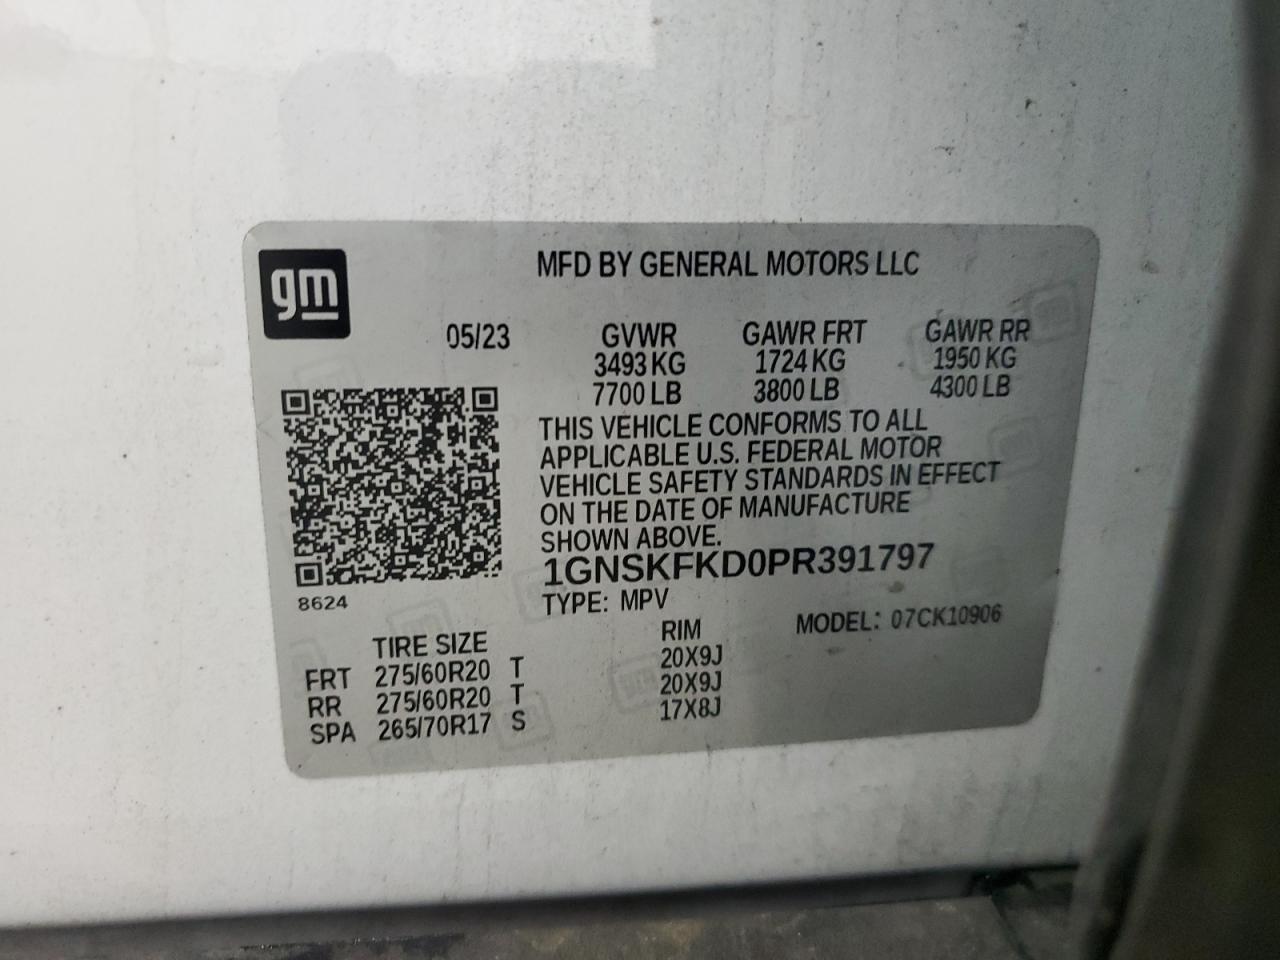 gm
MFD BY GENERAL MOTORS LLC
05/23 GVWR GAWR FRT GAWR RR
3493 KG 1724 KG 1950 KG
7700 LB 3800 LB 4300 LB
THIS VEHICLE CONFORMS TO ALL
APPLICABLE U.S. FEDERAL MOTOR
VEHICLE SAFETY STANDARDS IN EFFECT
ON THE DATE OF MANUFACTURE
SHOWN ABOVE.
1GNSKFKD0PR391797
8624
TYPE: MPV MODEL: 07CK10906
TIRE SIZE RIM
FRT 275/60R20 T 20X9J
RR 275/60R20 T 20X9J
SPA 265/70R17 S 17X8J